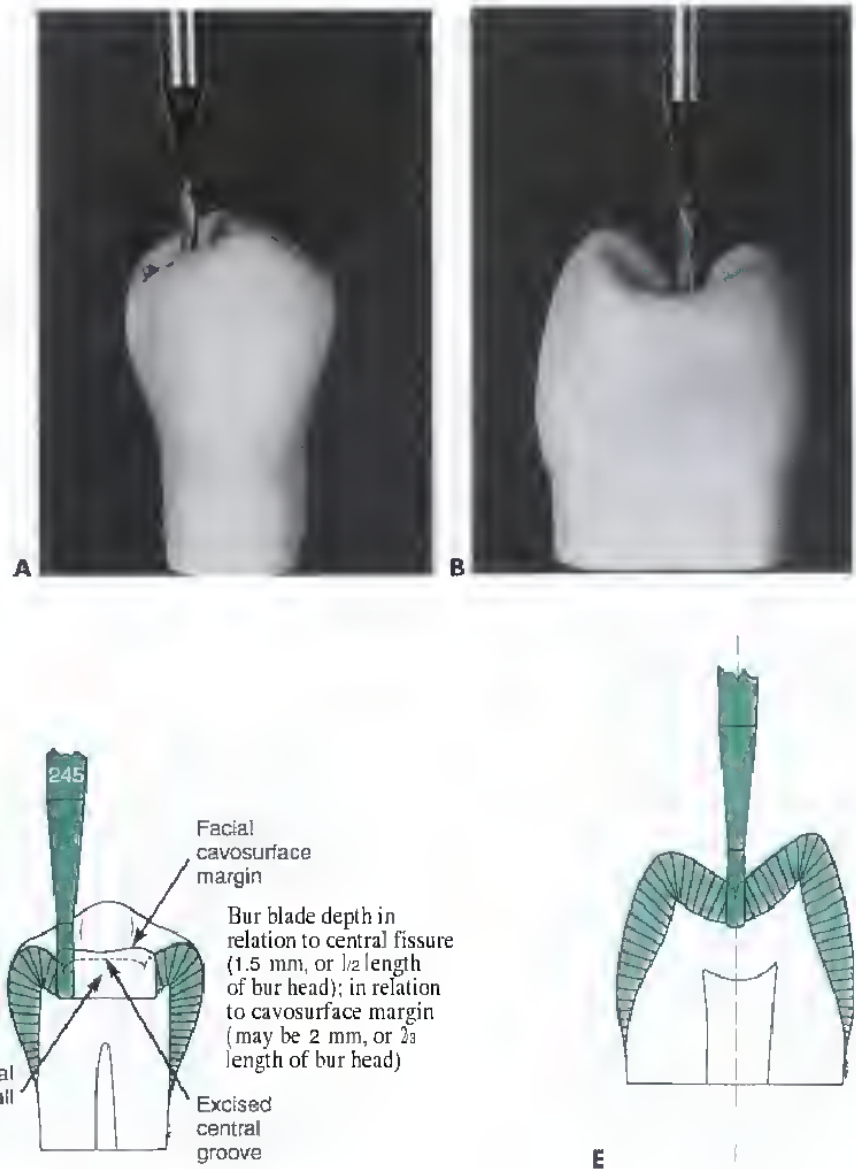 A
B
245
Facial
cavosurface
margin
Bur blade depth in
relation to central fissure
(1.5 mm, or 1/2 length
of bur head); in relation
to cavosurface margin
(may be 2 mm, or 23
length of bur head)
Excised
central
groove
E